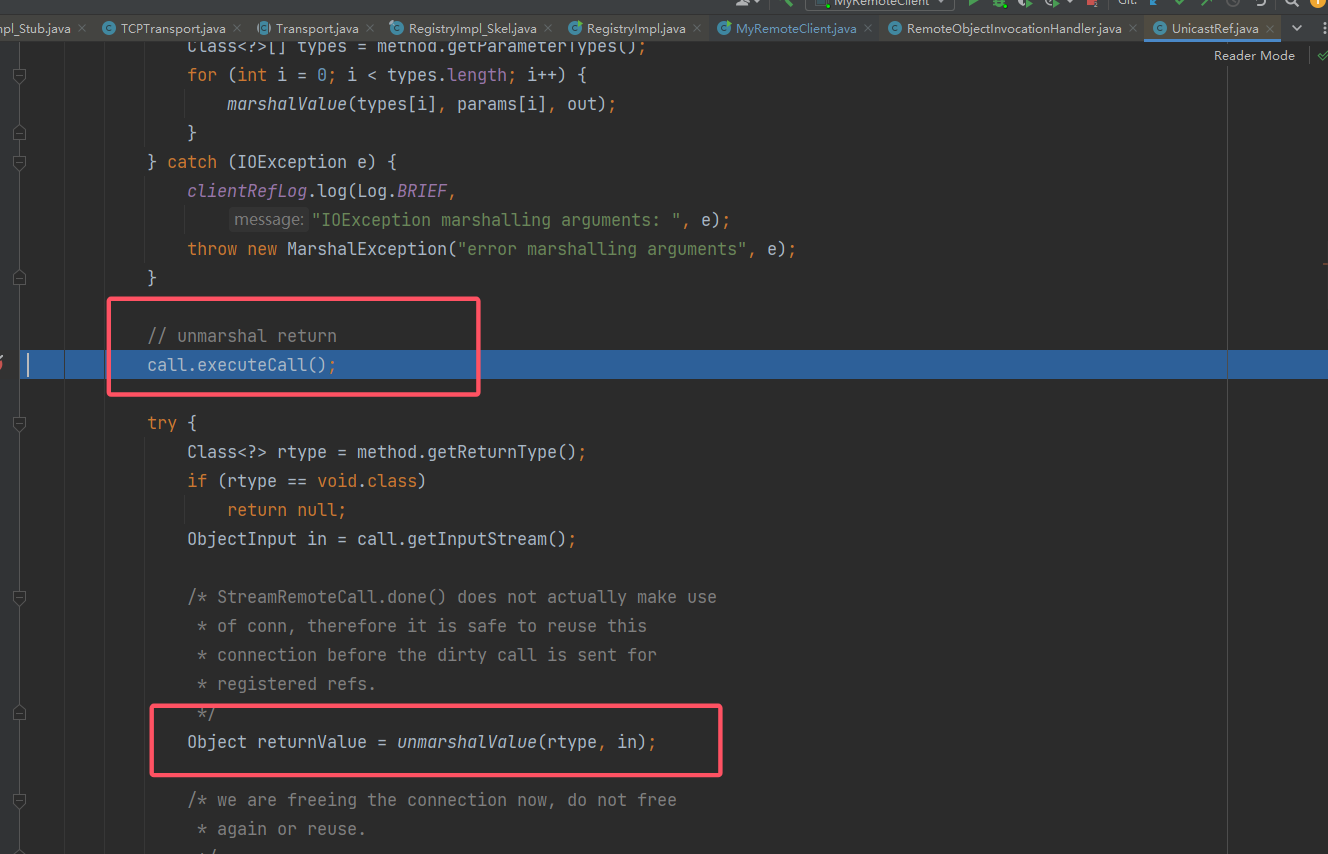 MyRemoteClient Git:
pl_Stub.java TCPTransport.java Transport.java RegistryImpl_Skel.java RegistryImpl.java MyRemoteClient.java RemoteObjectInvocationHandler.java UnicastRef.java
Reader Mode
Class<?>[] types = method.getParameterTypes();
for (int i = 0; i < types.length; i++) {
marshalValue(types[i], params[i], out);
}
} catch (IOException e) {
clientRefLog.log(Log.BRIEF,
message: "IOException marshalling arguments: ", e);
throw new MarshalException("error marshalling arguments", e);
}
// unmarshal return
call.executeCall();
try {
Class<?> rtype = method.getReturnType();
if (rtype == void.class)
return null;
ObjectInput in = call.getInputStream();
/* StreamRemoteCall.done() does not actually make use
* of conn, therefore it is safe to reuse this
* connection before the dirty call is sent for
* registered refs.
*/
Object returnValue = unmarshalValue(rtype, in);
/* we are freeing the connection now, do not free
* again or reuse.